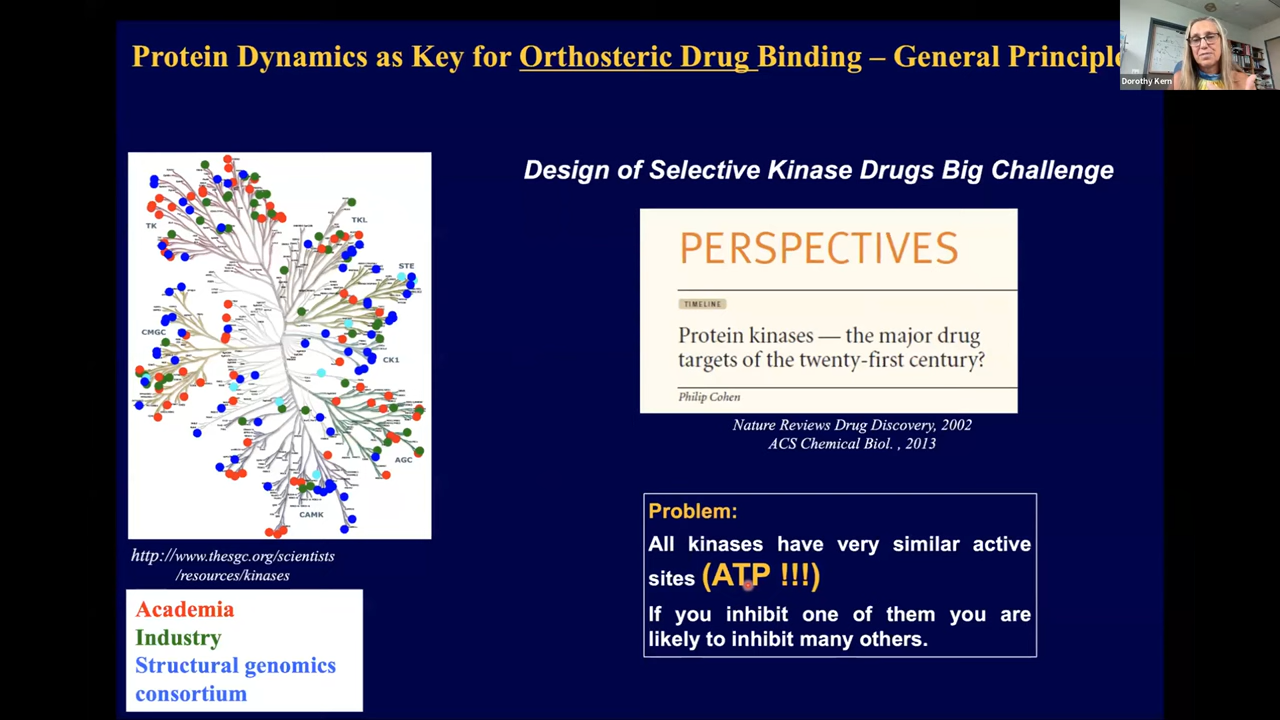 Protein Dynamics as Key for Orthosteric Drug Binding – General Principle
Dorothy Kern
Design of Selective Kinase Drugs Big Challenge
TK
TKL
STE
CMGC
CK1
AGC
CAMK
PERSPECTIVES
TIMELINE
Protein kinases — the major drug
targets of the twenty-first century?
Philip Cohen
Nature Reviews Drug Discovery, 2002
ACS Chemical Biol. , 2013
http://www.thesgc.org/scientists
/resources/kinases
Academia
Industry
Structural genomics
consortium
Problem:
All kinases have very similar active
sites (ATP !!!)
If you inhibit one of them you are
likely to inhibit many others.